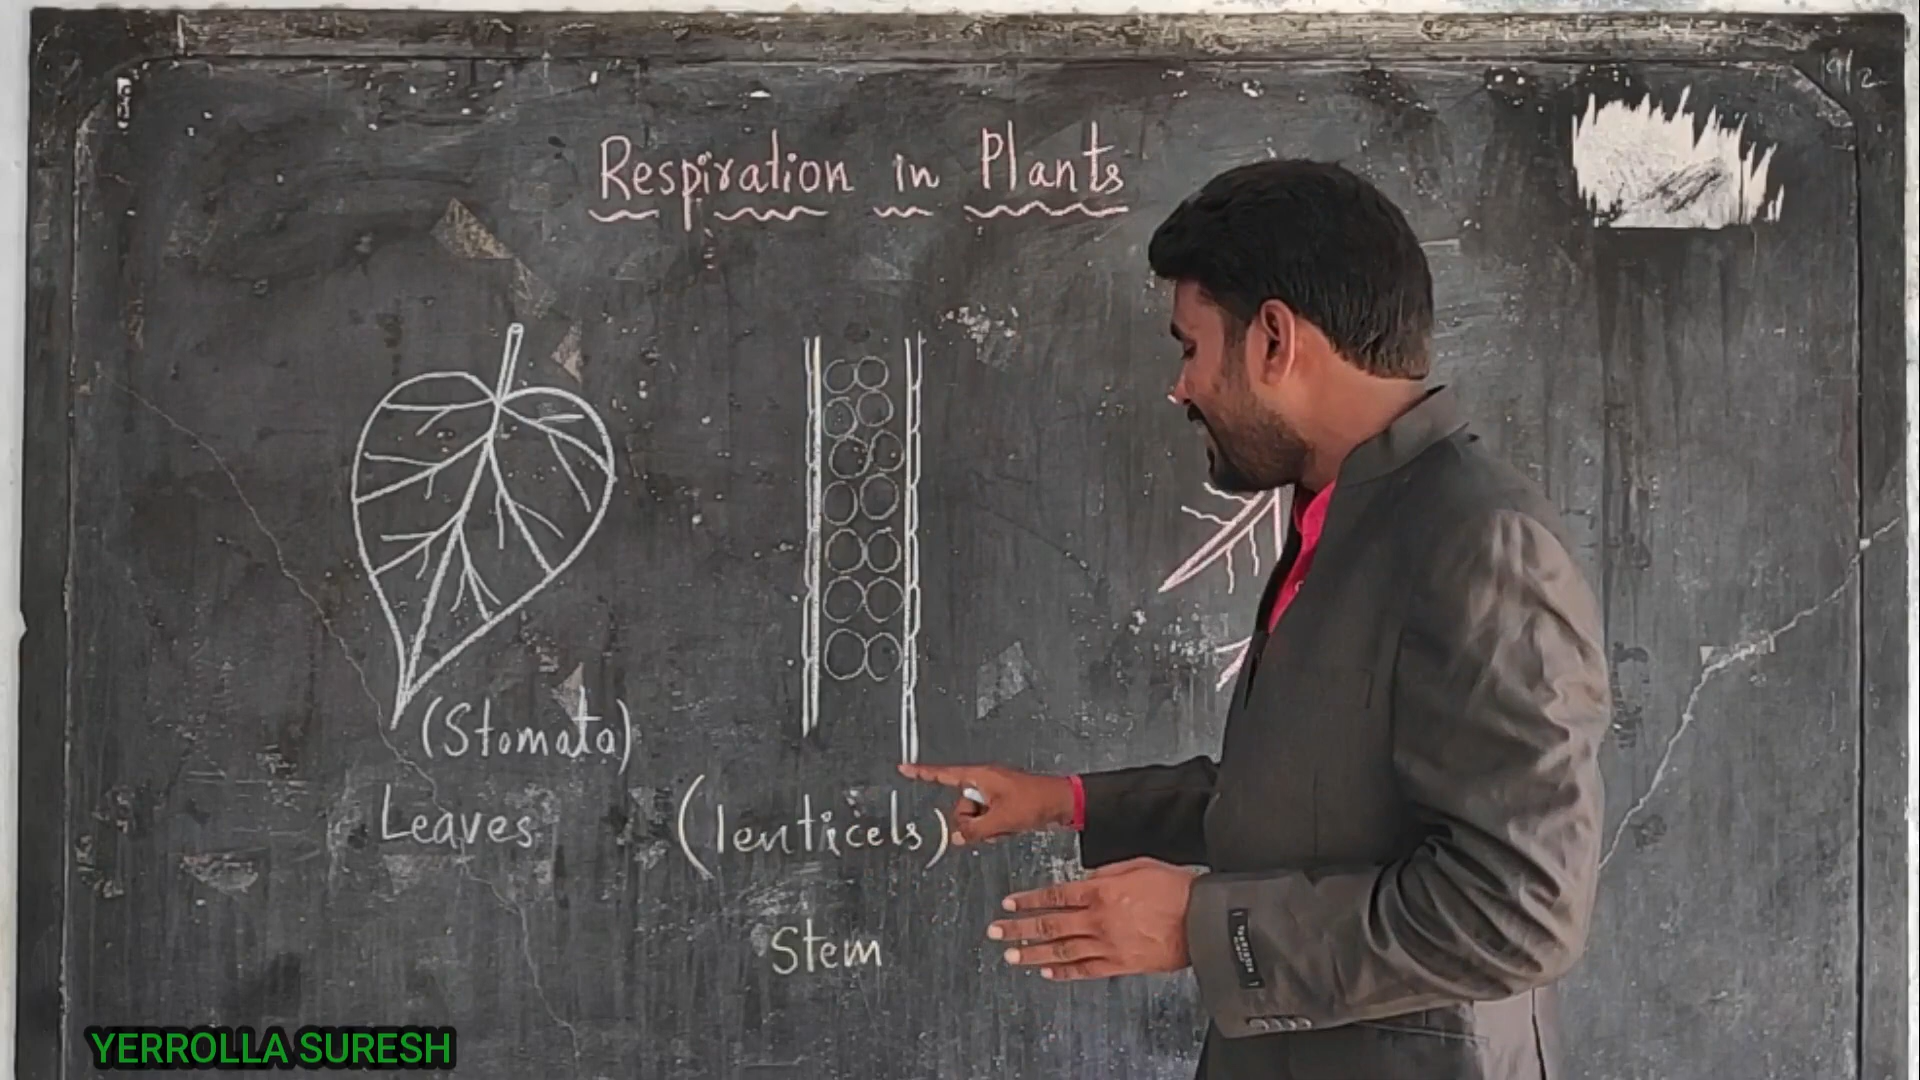 Respiration in Plants
(Stomata)
Leaves
(lenticels)
Stem
YERROLLA SURESH